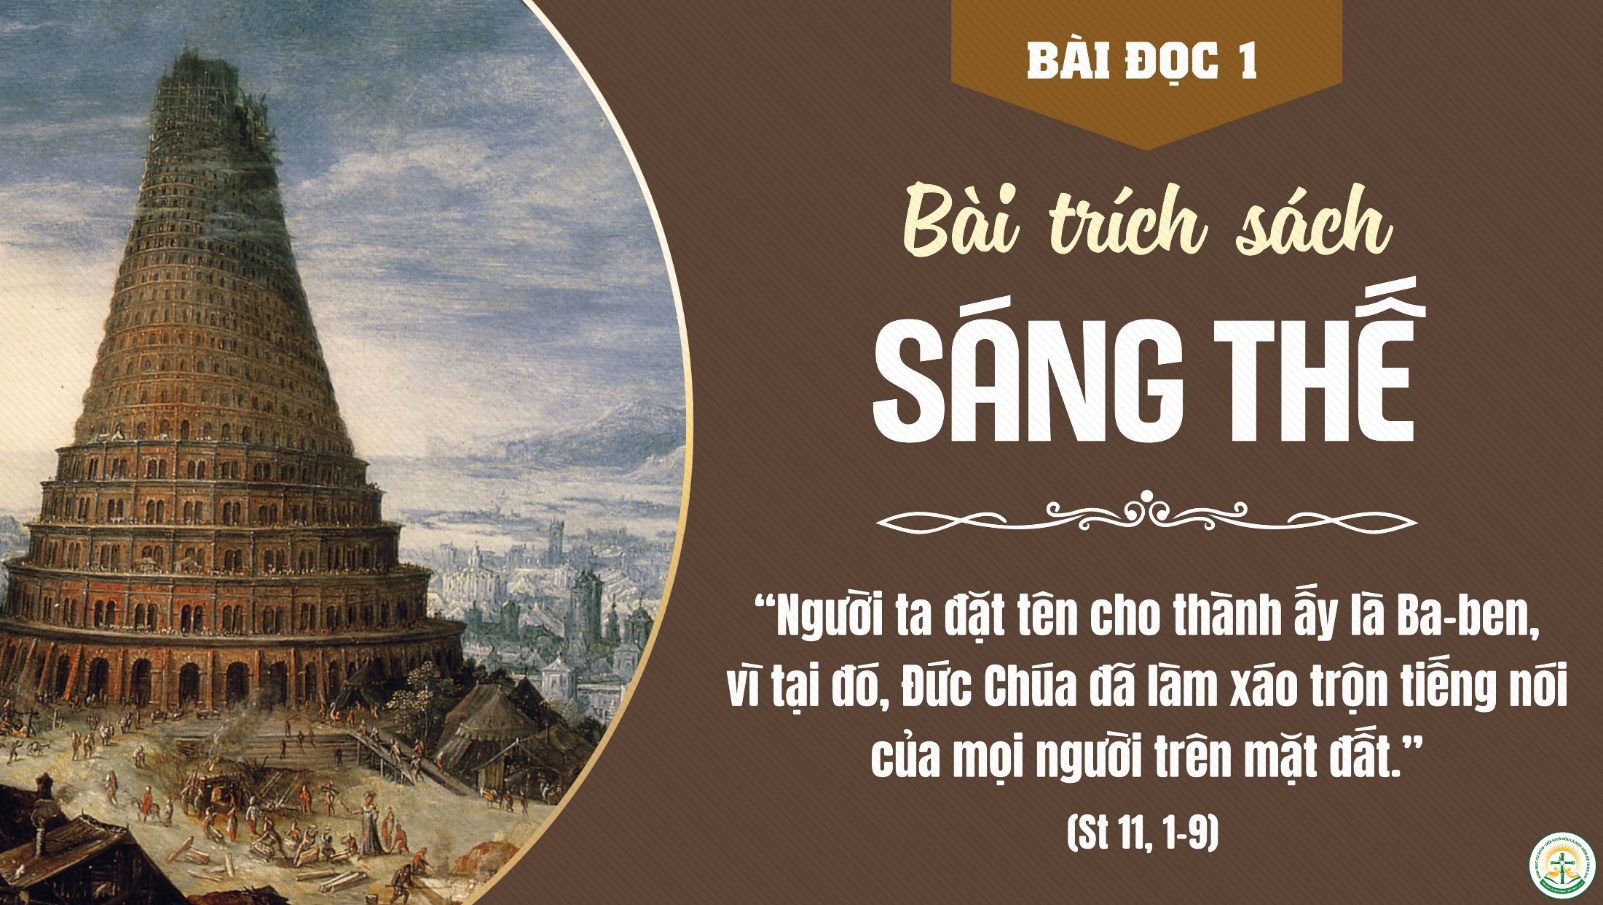 BÀI ĐỌC 1
Bài trích sách
SÁNG THẾ
“Người ta đặt tên cho thành ấy là Ba-ben,
vì tại đó, Đức Chúa đã làm xáo trộn tiếng nói
của mọi người trên mặt đất.”
(St 11, 1-9)